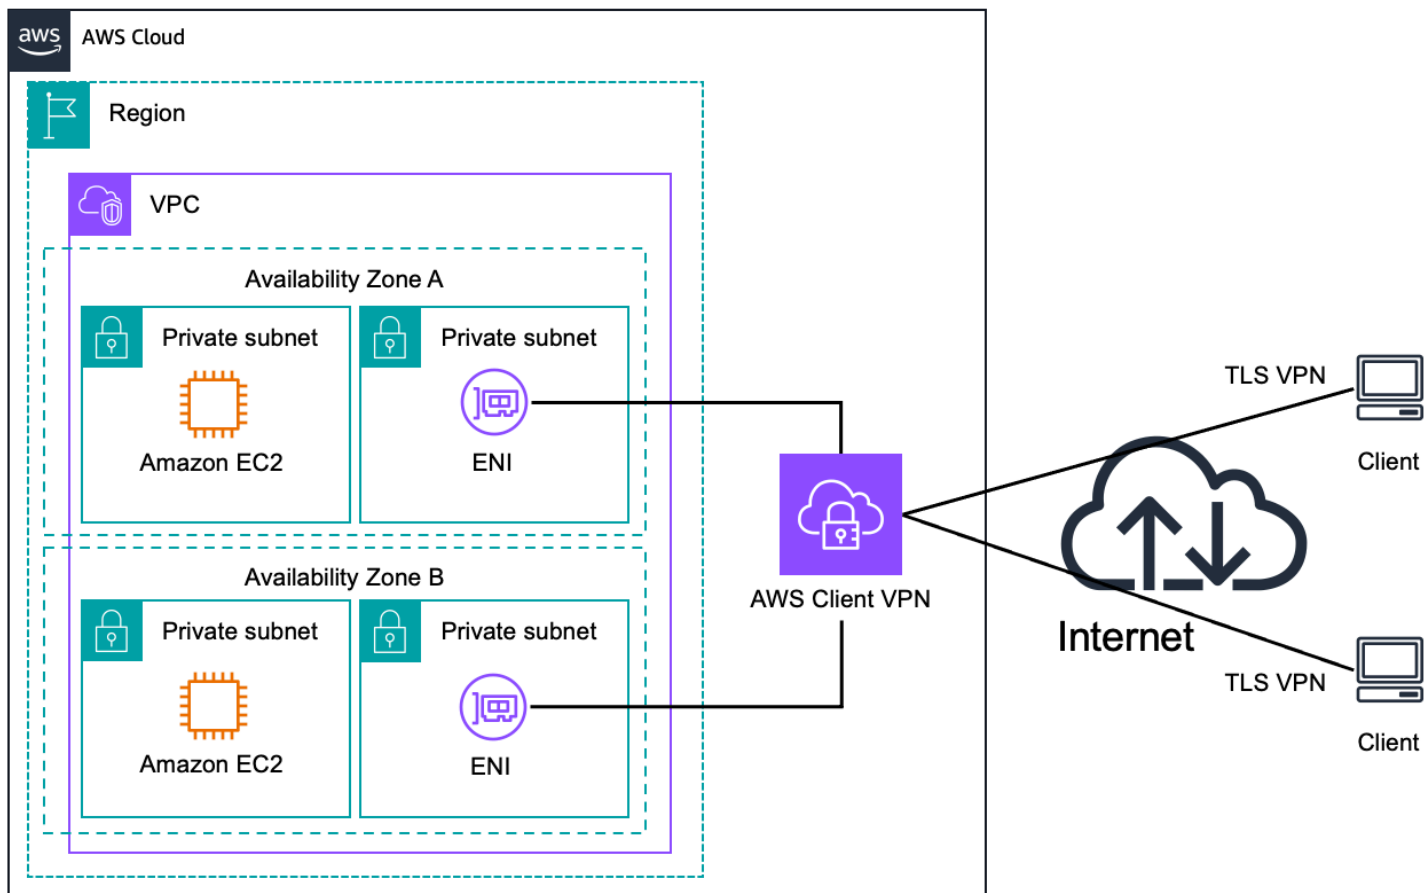 aws
AWS Cloud
Region
VPC
Availability Zone A
Private subnet
Amazon EC2
Private subnet
ENI
Availability Zone B
Private subnet
Amazon EC2
Private subnet
ENI
AWS Client VPN
Internet
TLS VPN
Client
TLS VPN
Client